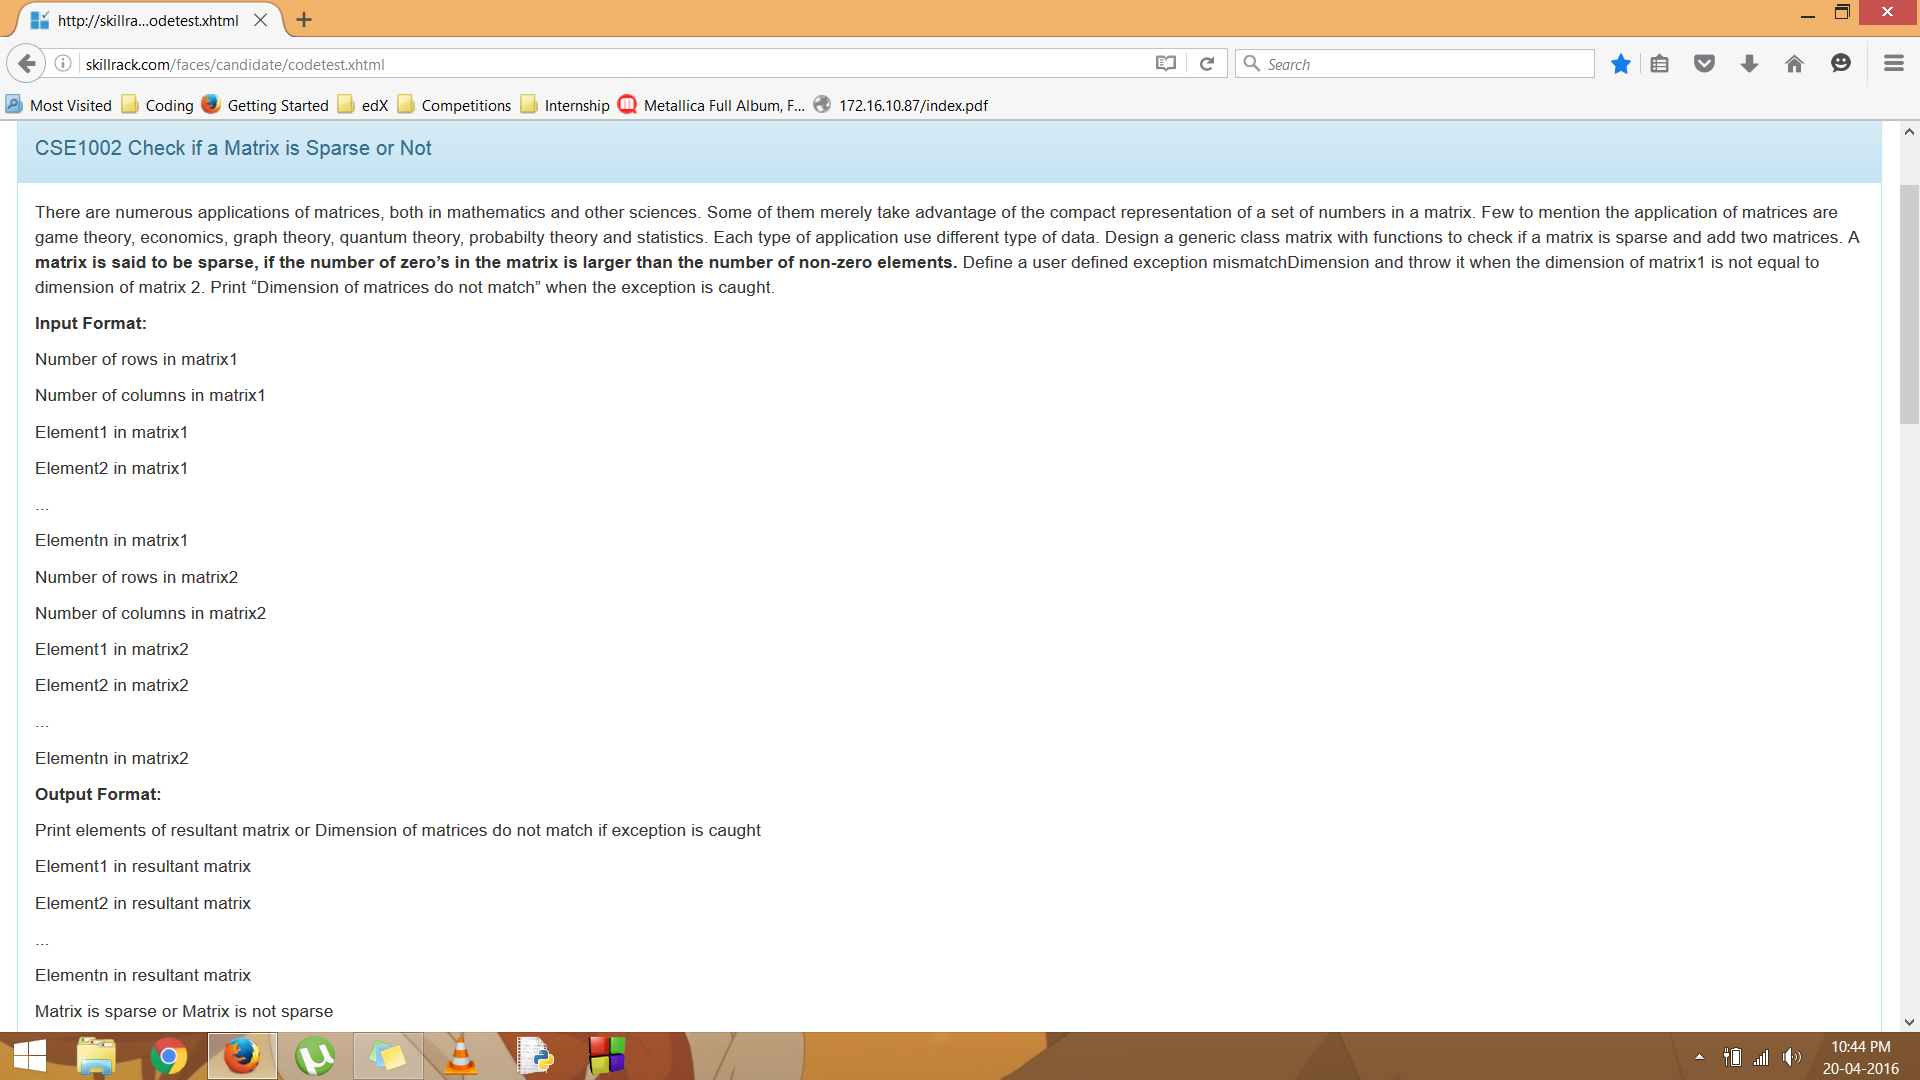 http://skillra...odetest.xhtml
skillrack.com/faces/candidate/codetest.xhtml
Search
Most Visited Coding Getting Started edX Competitions Internship Metallica Full Album, F... 172.16.10.87/index.pdf
CSE1002 Check if a Matrix is Sparse or Not
There are numerous applications of matrices, both in mathematics and other sciences. Some of them merely take advantage of the compact representation of a set of numbers in a matrix. Few to mention the application of matrices are
game theory, economics, graph theory, quantum theory, probabilty theory and statistics. Each type of application use different type of data. Design a generic class matrix with functions to check if a matrix is sparse and add two matrices. A
matrix is said to be sparse, if the number of zero’s in the matrix is larger than the number of non-zero elements. Define a user defined exception mismatchDimension and throw it when the dimension of matrix1 is not equal to
dimension of matrix 2. Print “Dimension of matrices do not match” when the exception is caught.
Input Format:
Number of rows in matrix1
Number of columns in matrix1
Element1 in matrix1
Element2 in matrix1
...
Elementn in matrix1
Number of rows in matrix2
Number of columns in matrix2
Element1 in matrix2
Element2 in matrix2
...
Elementn in matrix2
Output Format:
Print elements of resultant matrix or Dimension of matrices do not match if exception is caught
Element1 in resultant matrix
Element2 in resultant matrix
...
Elementn in resultant matrix
Matrix is sparse or Matrix is not sparse
10:44 PM
20-04-2016